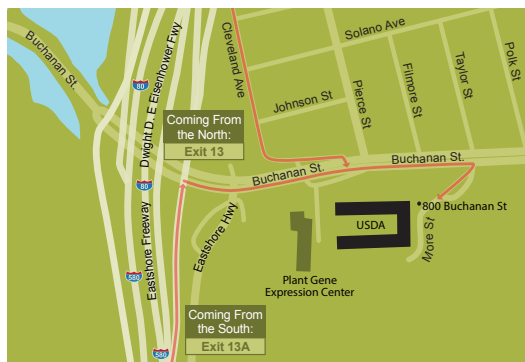 Buchanan St.
80
Dwight D. E Eisenhower Fwy
Cleveland Ave
Solano Ave
Polk St
Taylor St
Filmore St
Pierce St
Johnson St
Coming From
the North:
Exit 13
Buchanan St.
Buchanan St.
80
Eastshore Freeway
Eastshore Hwy
800 Buchanan St
USDA
More St
580
Plant Gene
Expression Center
Coming From
the South:
Exit 13A
580